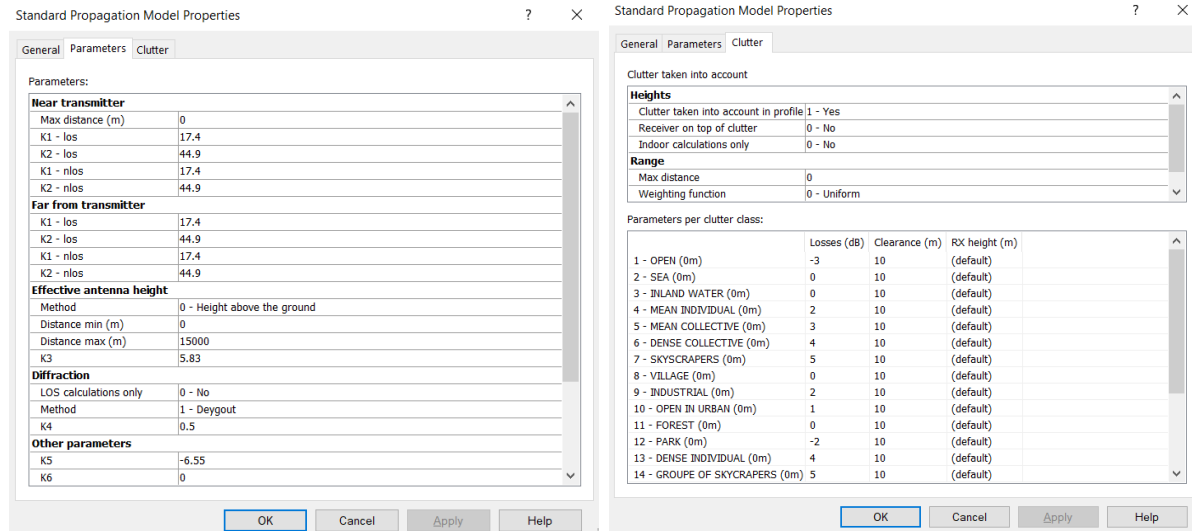 Standard Propagation Model Properties ? ×
General Parameters Clutter
Parameters:
Near transmitter
Max distance (m) 0
K1 - los 17.4
K2 - los 44.9
K1 - nlos 17.4
K2 - nlos 44.9
Far from transmitter
K1 - los 17.4
K2 - los 44.9
K1 - nlos 17.4
K2 - nlos 44.9
Effective antenna height
Method 0 - Height above the ground
Distance min (m) 0
Distance max (m) 15000
K3 5.83
Diffraction
LOS calculations only 0 - No
Method 1 - Deygout
K4 0.5
Other parameters
K5 -6.55
K6 0
OK Cancel Apply Help
Standard Propagation Model Properties ? ×
General Parameters Clutter
Clutter taken into account
Heights
Clutter taken into account in profile 1 - Yes
Receiver on top of clutter 0 - No
Indoor calculations only 0 - No
Range
Max distance 0
Weighting function 0 - Uniform
Parameters per clutter class:
Losses (dB) Clearance (m) RX height (m)
1 - OPEN (0m) -3 10 (default)
2 - SEA (0m) 0 10 (default)
3 - INLAND WATER (0m) 0 10 (default)
4 - MEAN INDIVIDUAL (0m) 2 10 (default)
5 - MEAN COLLECTIVE (0m) 3 10 (default)
6 - DENSE COLLECTIVE (0m) 4 10 (default)
7 - SKYSCRAPERS (0m) 5 10 (default)
8 - VILLAGE (0m) 0 10 (default)
9 - INDUSTRIAL (0m) 2 10 (default)
10 - OPEN IN URBAN (0m) 1 10 (default)
11 - FOREST (0m) 0 10 (default)
12 - PARK (0m) -2 10 (default)
13 - DENSE INDIVIDUAL (0m) 4 10 (default)
14 - GROUPE OF SKYCRAPERS (0m) 5 10 (default)
OK Cancel Apply Help